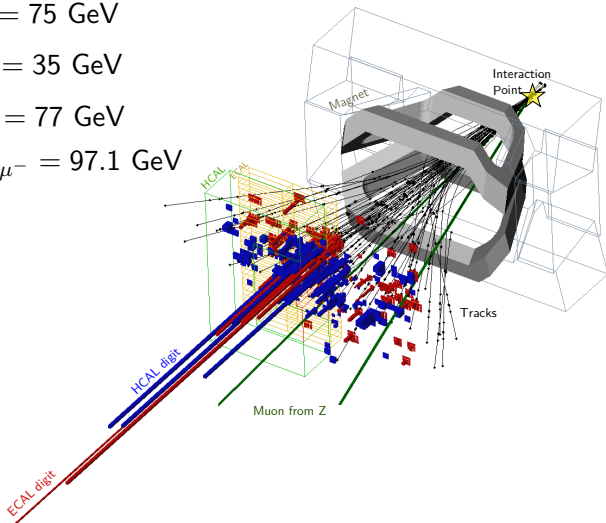 = 75 GeV
= 35 GeV
= 77 GeV
μ⁻ = 97.1 GeV
Interaction
Point
Magnet
HCAL
ECAL
Tracks
HCAL digit
Muon from Z
ECAL digit